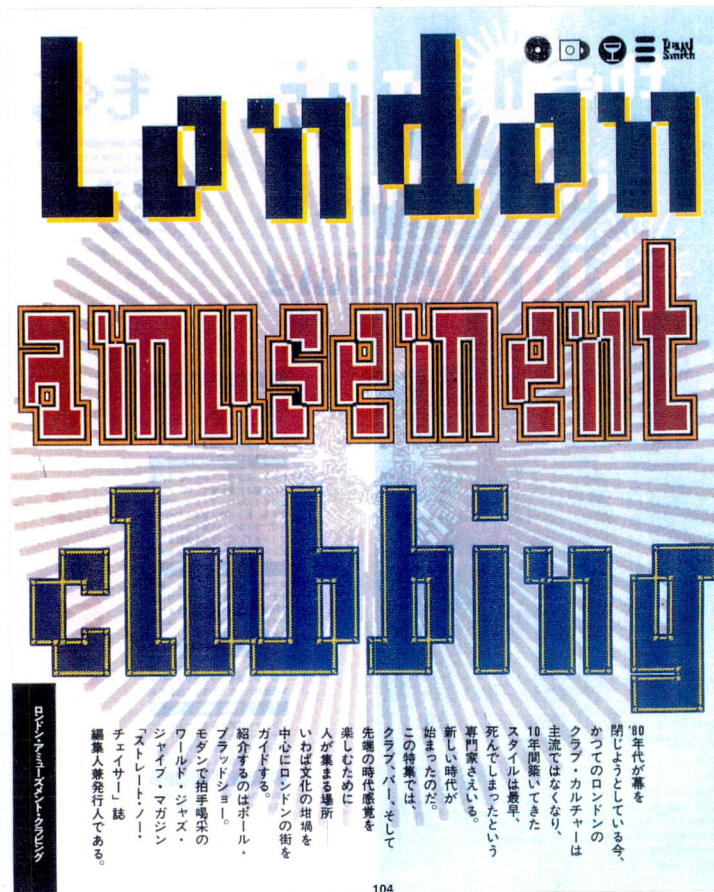 London
David
Smith
amusement
clubbing
'80年代が幕を
閉じようとしている今、
かつてのロンドンの
クラブ・カルチャーは
主流ではなくなり、
10年間築いてきた
スタイルは最早、
死んでしまったという
専門家さえいる。
新しい時代が
始まったのだ。
この特集では、
クラブ、バー、そして
先端の時代感覚を
楽しむために
人が集まる場所
いわば文化の坩堝を
中心にロンドンの街を
ガイドする。
紹介するのはポール・
ブラッドショー。
モダンで拍手喝采の
ワールド・ジャズ・
ジャイブ・マガジン
「ストレート・ノー・
チェイサー」誌
編集人兼発行人である。
ロンドン・アミューズメント・クラビング
104